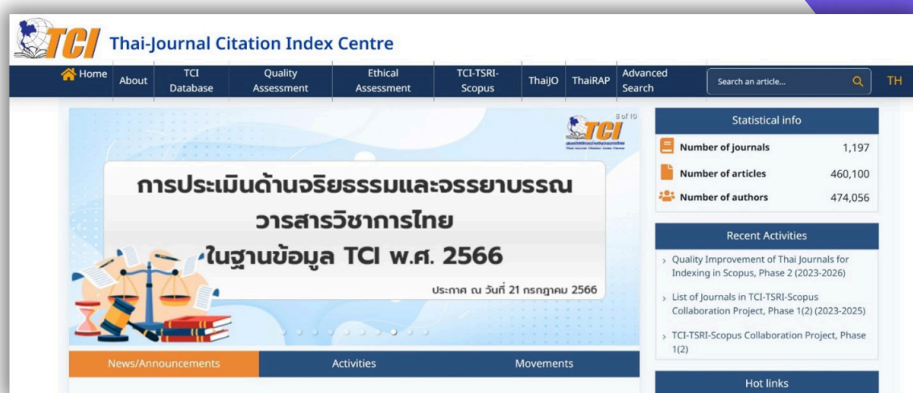 TCI Thai-Journal Citation Index Centre
Home
About
TCI
Database
Quality
Assessment
Ethical
Assessment
TCI-TSRI-
Scopus
ThaiJO
ThaiRAP
Advanced
Search
Search an article...
TH
5 of 10
TCI
การประเมินด้านจริยธรรมและจรรยาบรรณ
วารสารวิชาการไทย
ในฐานข้อมูล TCI พ.ศ. 2566
ประกาศ ณ วันที่ 21 กรกฎาคม 2566
News/Announcements
Activities
Movements
Statistical info
Number of journals 1,197
Number of articles 460,100
Number of authors 474,056
Recent Activities
Quality Improvement of Thai Journals for
Indexing in Scopus, Phase 2 (2023-2026)
List of Journals in TCI-TSRI-Scopus
Collaboration Project, Phase 1(2) (2023-2025)
TCI-TSRI-Scopus Collaboration Project, Phase
1(2)
Hot links